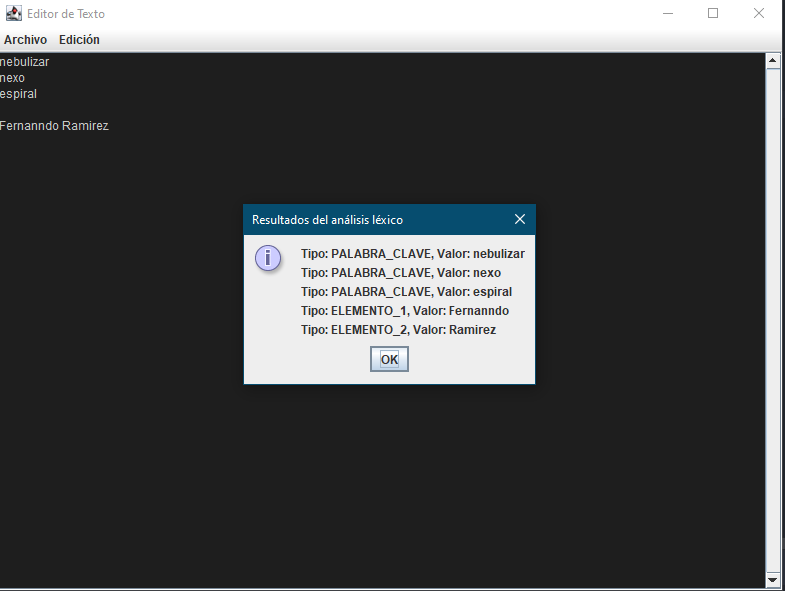 Editor de Texto
Archivo Edición
nebulizar
nexo
espiral
Fernanndo Ramirez
Resultados del análisis léxico
i
Tipo: PALABRA_CLAVE, Valor: nebulizar
Tipo: PALABRA_CLAVE, Valor: nexo
Tipo: PALABRA_CLAVE, Valor: espiral
Tipo: ELEMENTO_1, Valor: Fernanndo
Tipo: ELEMENTO_2, Valor: Ramirez
OK